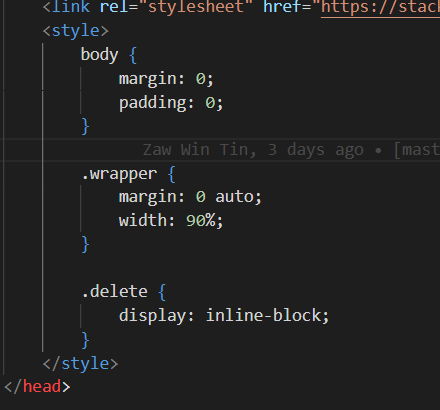 <link rel="stylesheet" href="https://stack
<style>
body {
margin: 0;
padding: 0;
}
Zaw Win Tin, 3 days ago • [mast
.wrapper {
margin: 0 auto;
width: 90%;
}
.delete {
display: inline-block;
}
</style>
</head>